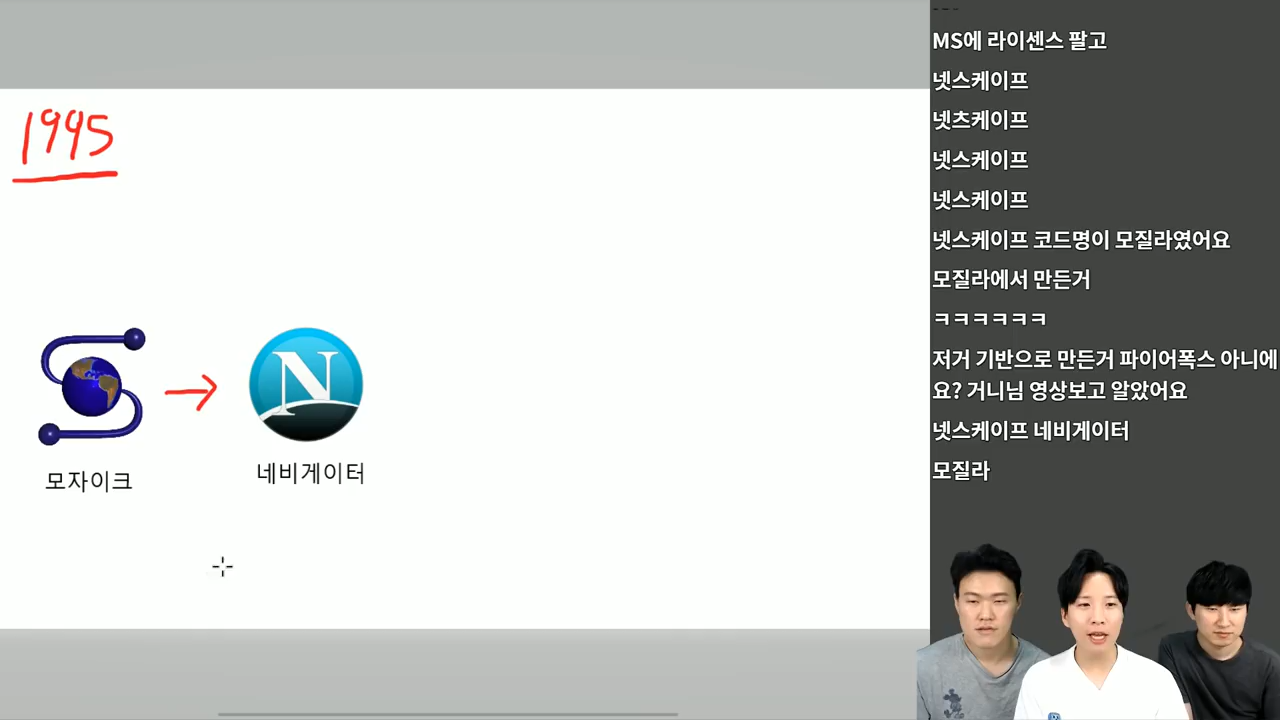 1995
모자이크
N
네비게이터
MS에 라이센스 팔고
넷스케이프
넷츠케이프
넷스케이프
넷스케이프
넷스케이프 코드명이 모질라였어요
모질라에서 만든거
ㅋㅋㅋㅋㅋㅋ
저거 기반으로 만든거 파이어폭스 아니에
요? 거니님 영상보고 알았어요
넷스케이프 네비게이터
모질라